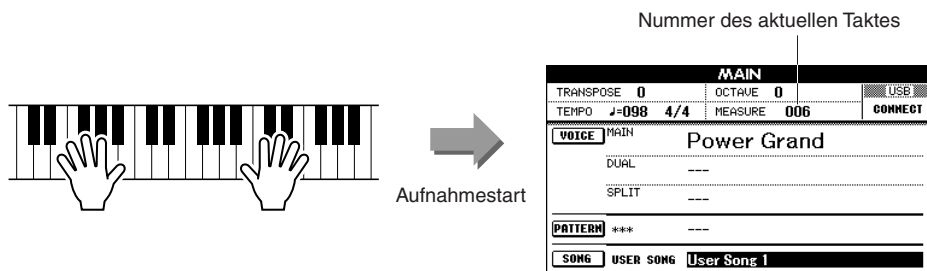 Nummer des aktuellen Taktes
Aufnahmestart
MAIN
TRANSPOSE 0 OCTAVE 0 USB
TEMPO ♩=098 4/4 MEASURE 006 CONNECT
VOICE MAIN Power Grand
DUAL ---
SPLIT ---
PATTERN *** ---
SONG USER SONG User Song 1